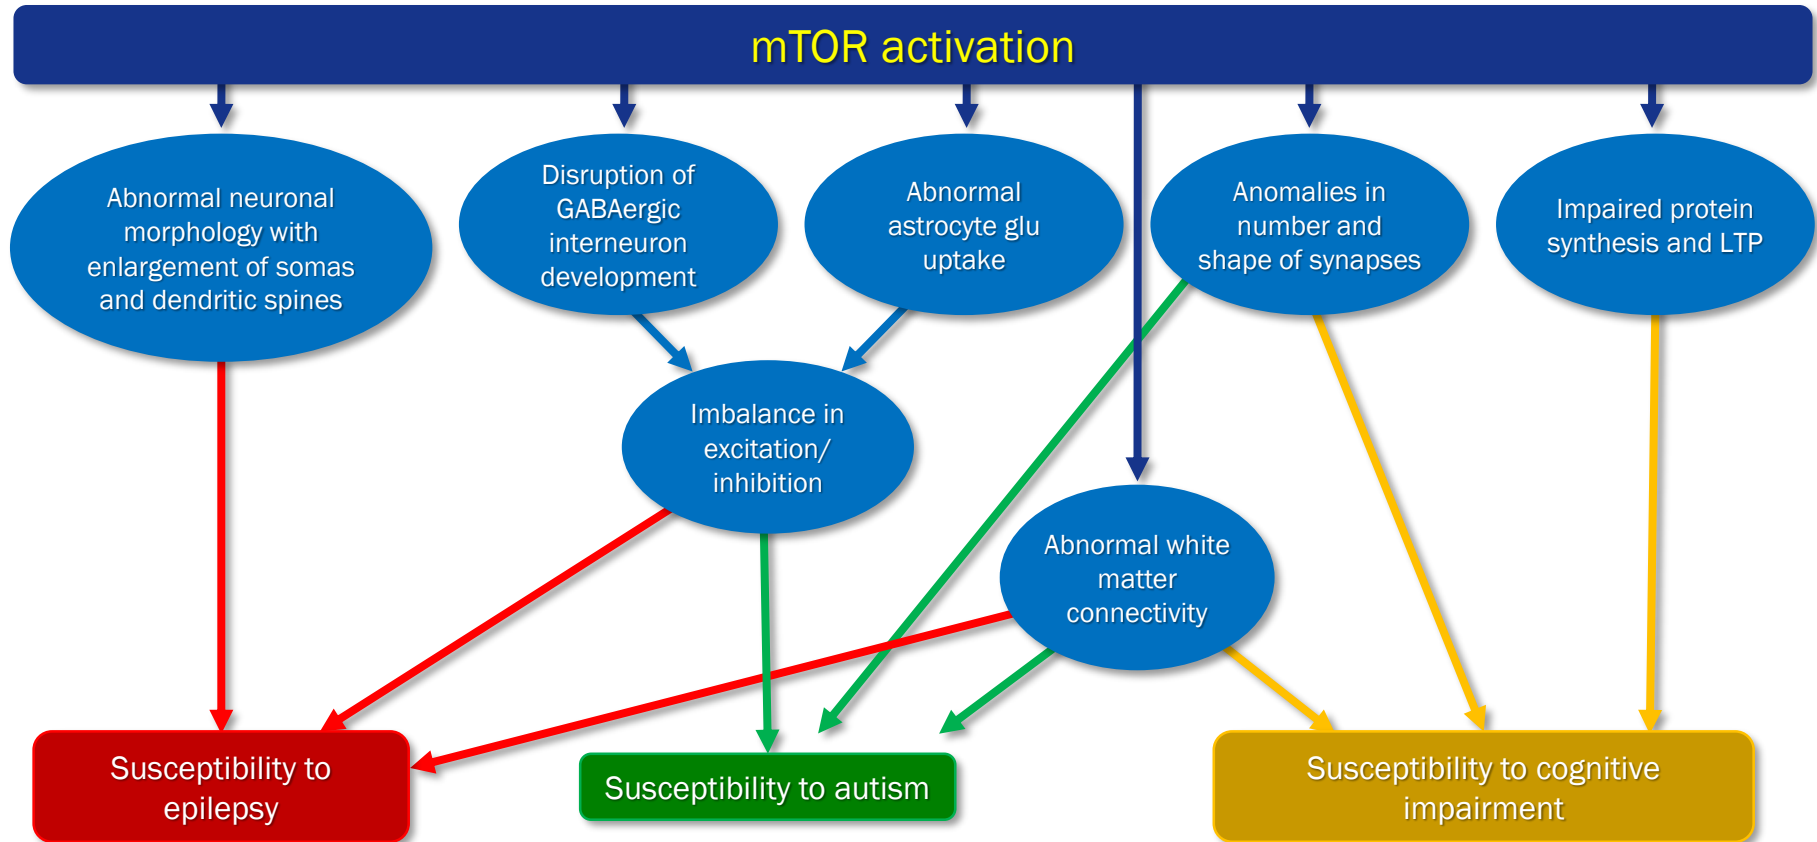 mTOR activation
Abnormal neuronal
morphology with
enlargement of somas
and dendritic spines
Disruption of
GABAergic
interneuron
development
Abnormal
astrocyte glu
uptake
Anomalies in
number and
shape of synapses
Impaired protein
synthesis and LTP
Imbalance in
excitation/
inhibition
Abnormal white
matter
connectivity
Susceptibility to
epilepsy
Susceptibility to autism
Susceptibility to cognitive
impairment